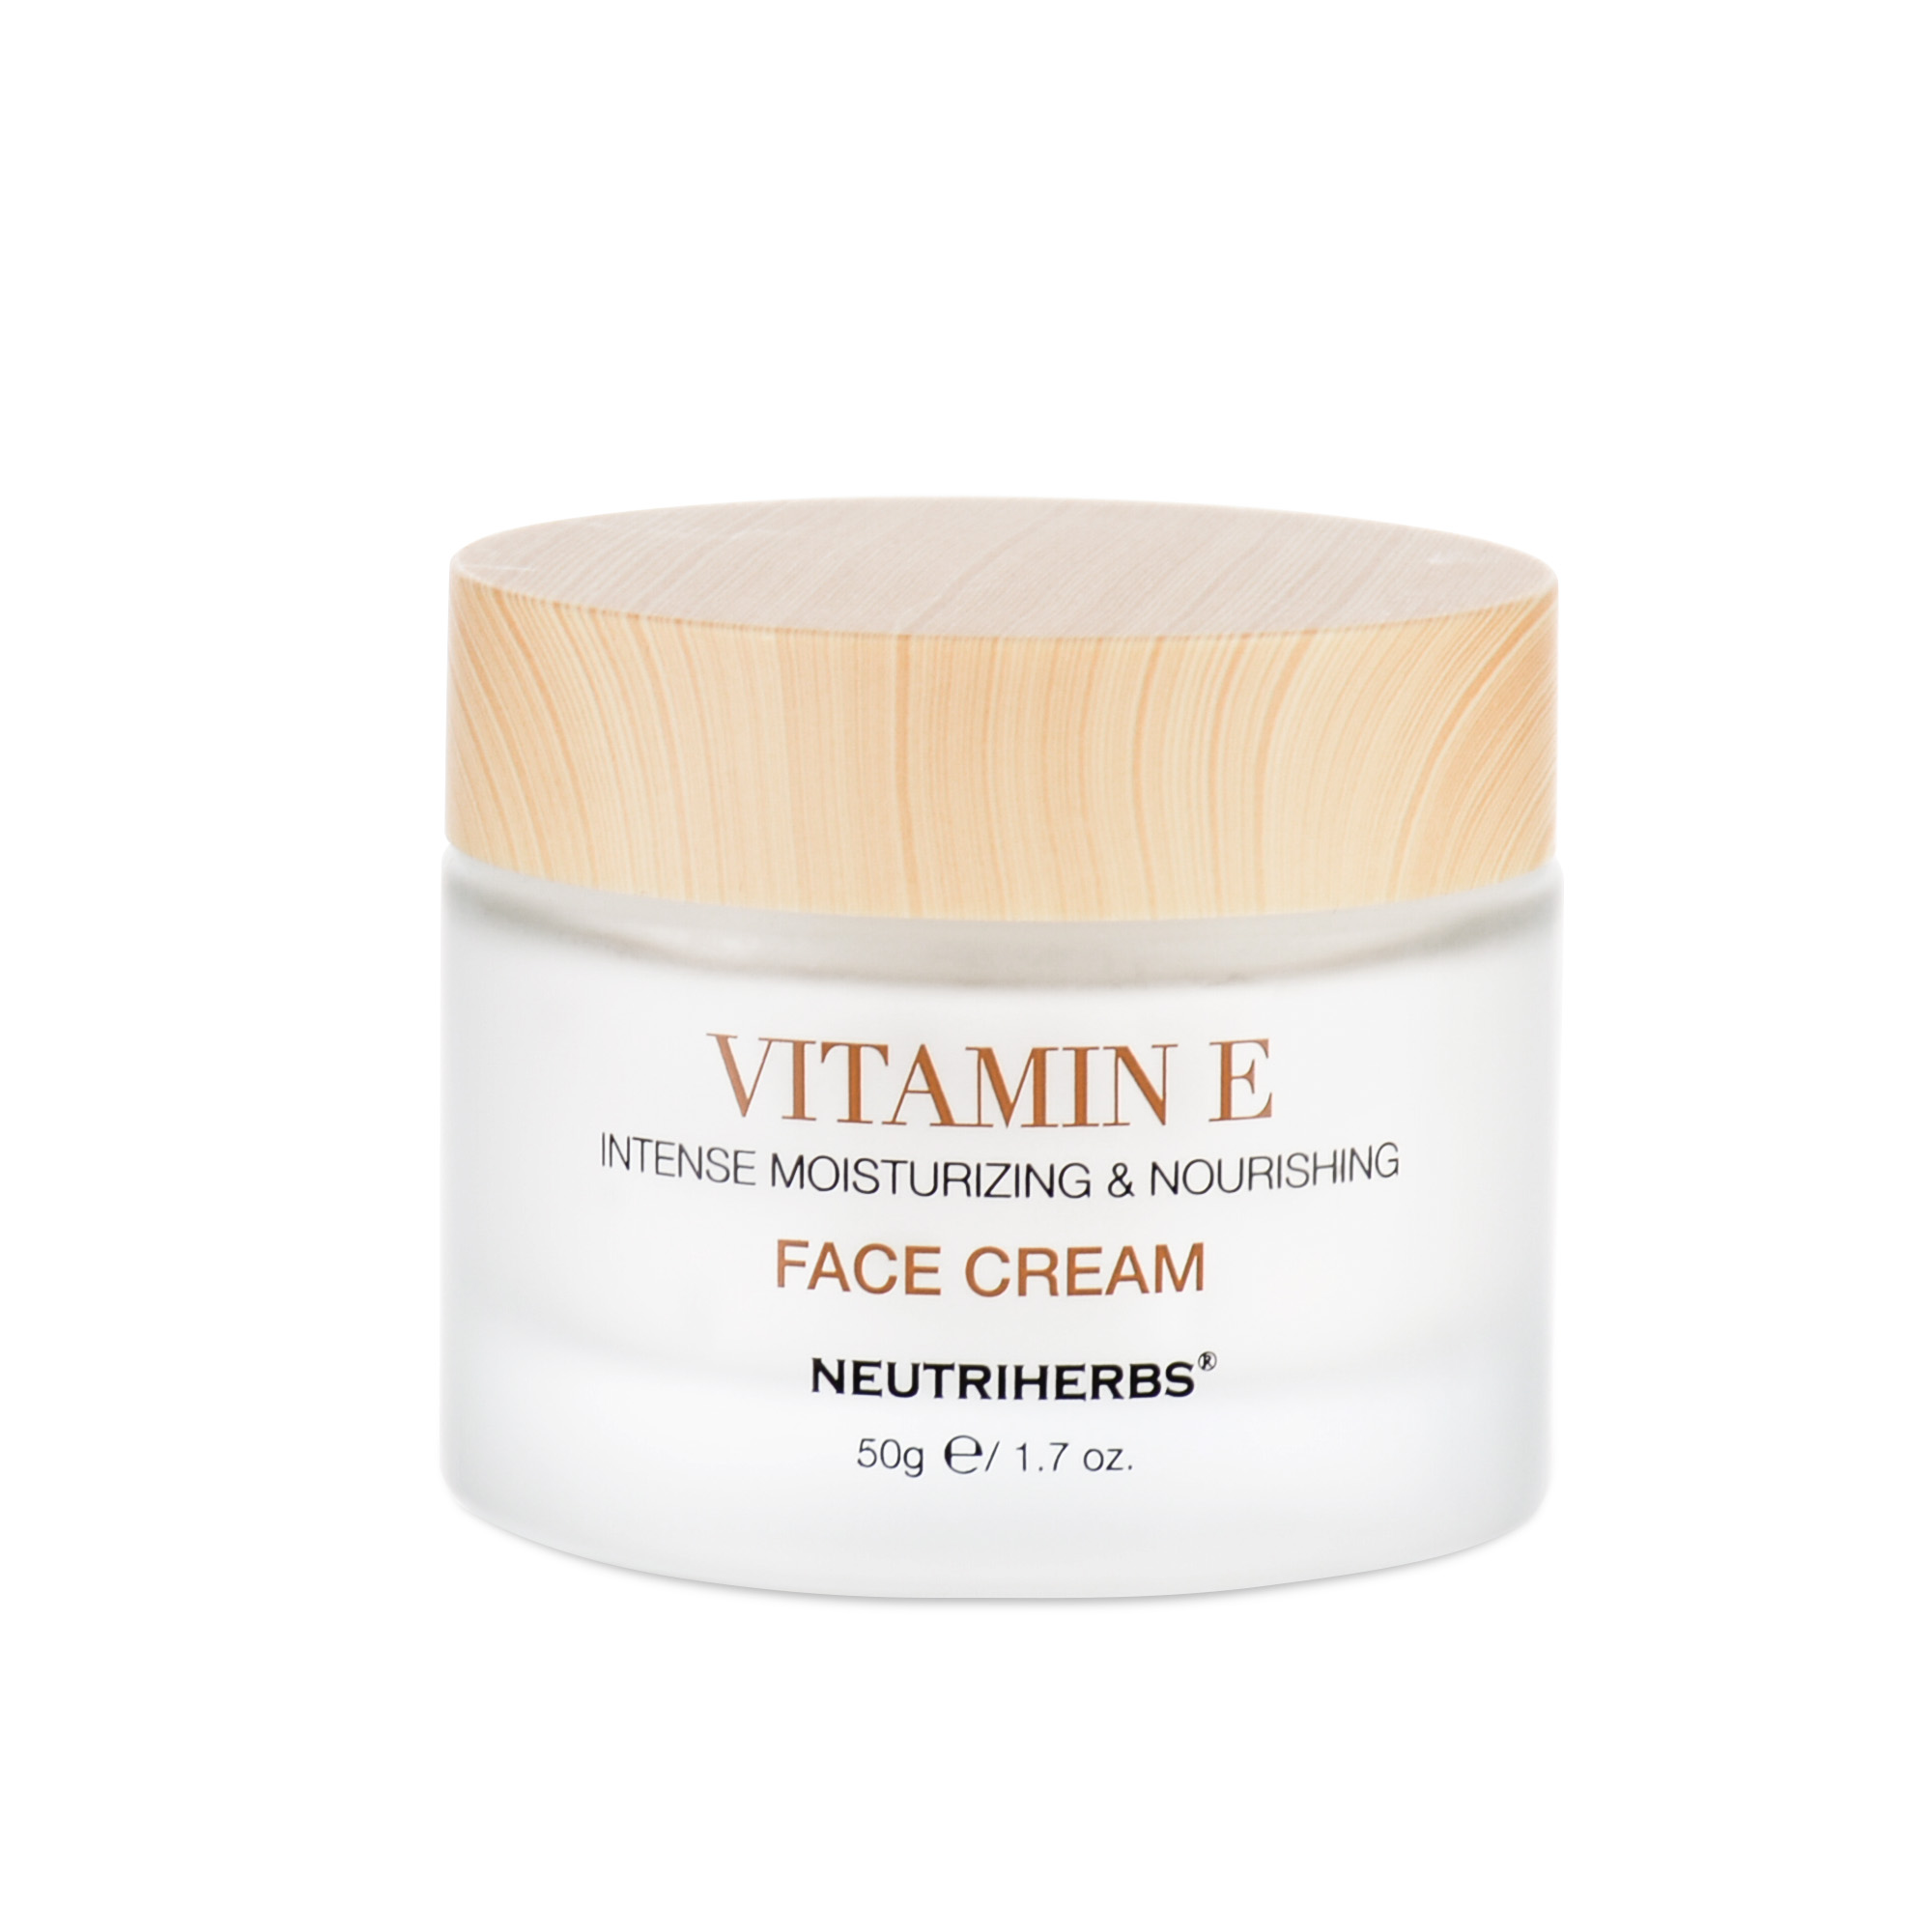 VITAMIN E
INTENSE MOISTURIZING & NOURISHING
FACE CREAM
NEUTRIHERBS®
50g ℮/ 1.7 oz.